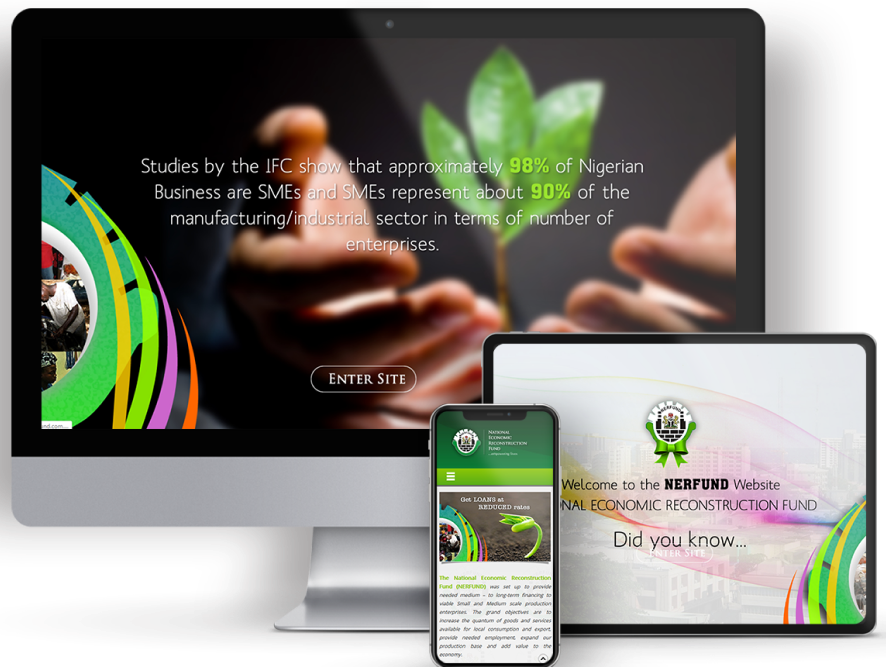 Studies by the IFC show that approximately 98% of Nigerian
Business are SMEs and SMEs represent about 90% of the
manufacturing/industrial sector in terms of number of
enterprises.
ENTER SITE
nd.com...
NERFUND
Welcome to the NERFUND Website
NAL ECONOMIC RECONSTRUCTION FUND
Did you know...
ENTER SITE
NATIONAL
ECONOMIC
RECONSTRUCTION
FUND
Get LOANS at
REDUCED rates
The National Economic Reconstruction
Fund (NERFUND) was set up to provide
needed medium – to long-term financing to
viable Small and Medium scale production
enterprises. The grand objectives are to
increase the quantum of goods and services
available for local consumption and export,
provide needed employment, expand our
production base and add value to the
economy.